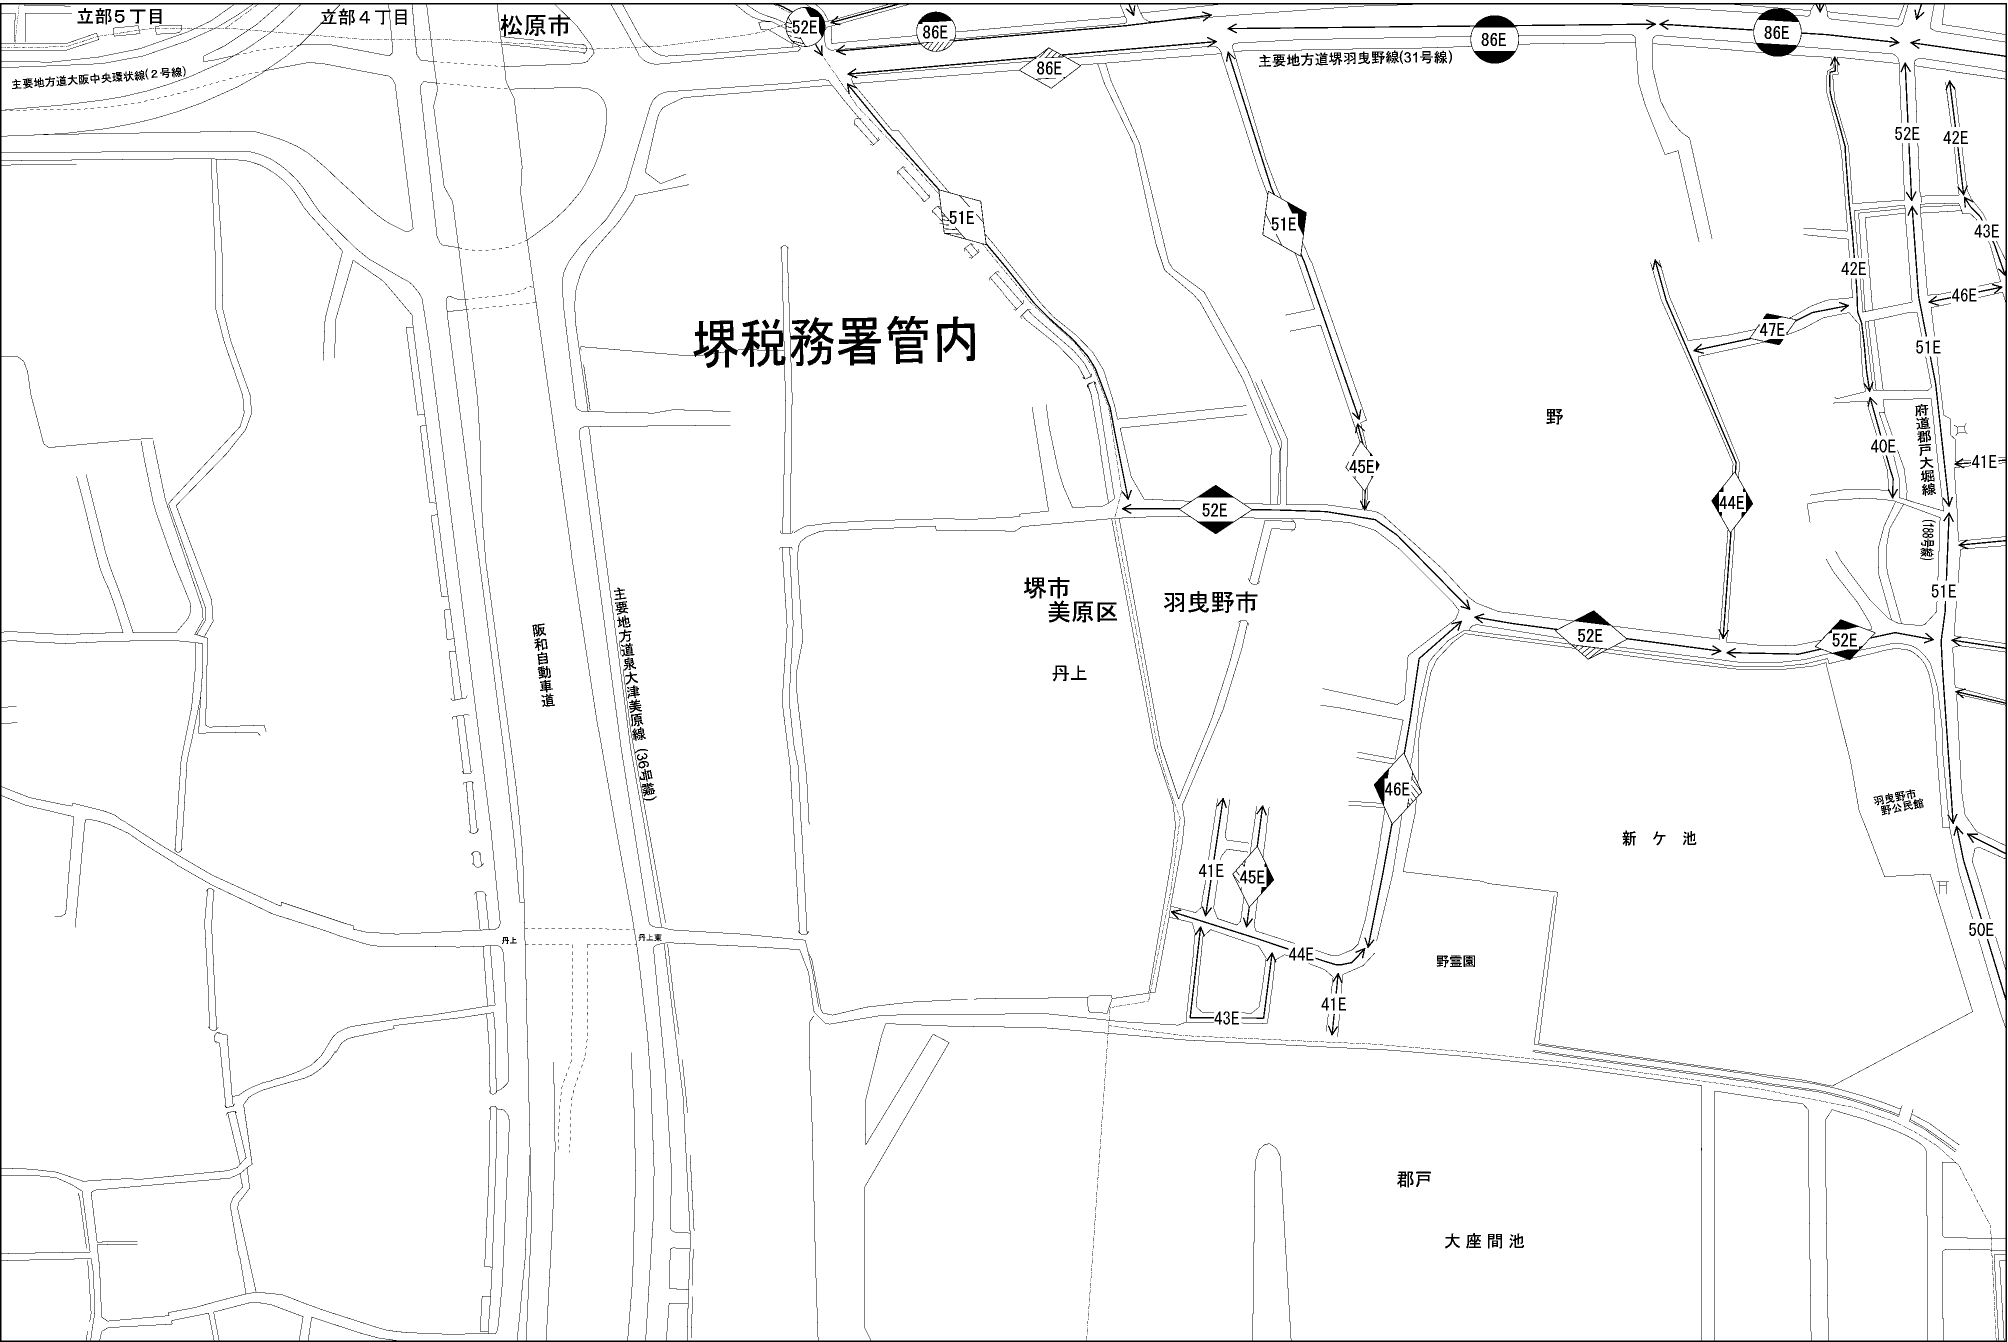 立部５丁目
立部４丁目
松原市
52E
86E
86E
86E
主要地方道大阪中央環状線(２号線)
86E
主要地方道堺羽曳野線(31号線)
52E
42E
51E
51E
43E
42E
46E
堺税務署管内
47E
51E
野
府道郡戸大堀線
(188号線)
40E
45E
41E
44E
52E
堺市
美原区
羽曳野市
51E
主要地方道泉大津美原線
(36号線)
阪和自動車道
52E
52E
丹上
46E
羽曳野市
野公民館
新ケ池
41E
45E
50E
丹上
丹上東
44E
野霊園
41E
43E
郡戸
大座間池